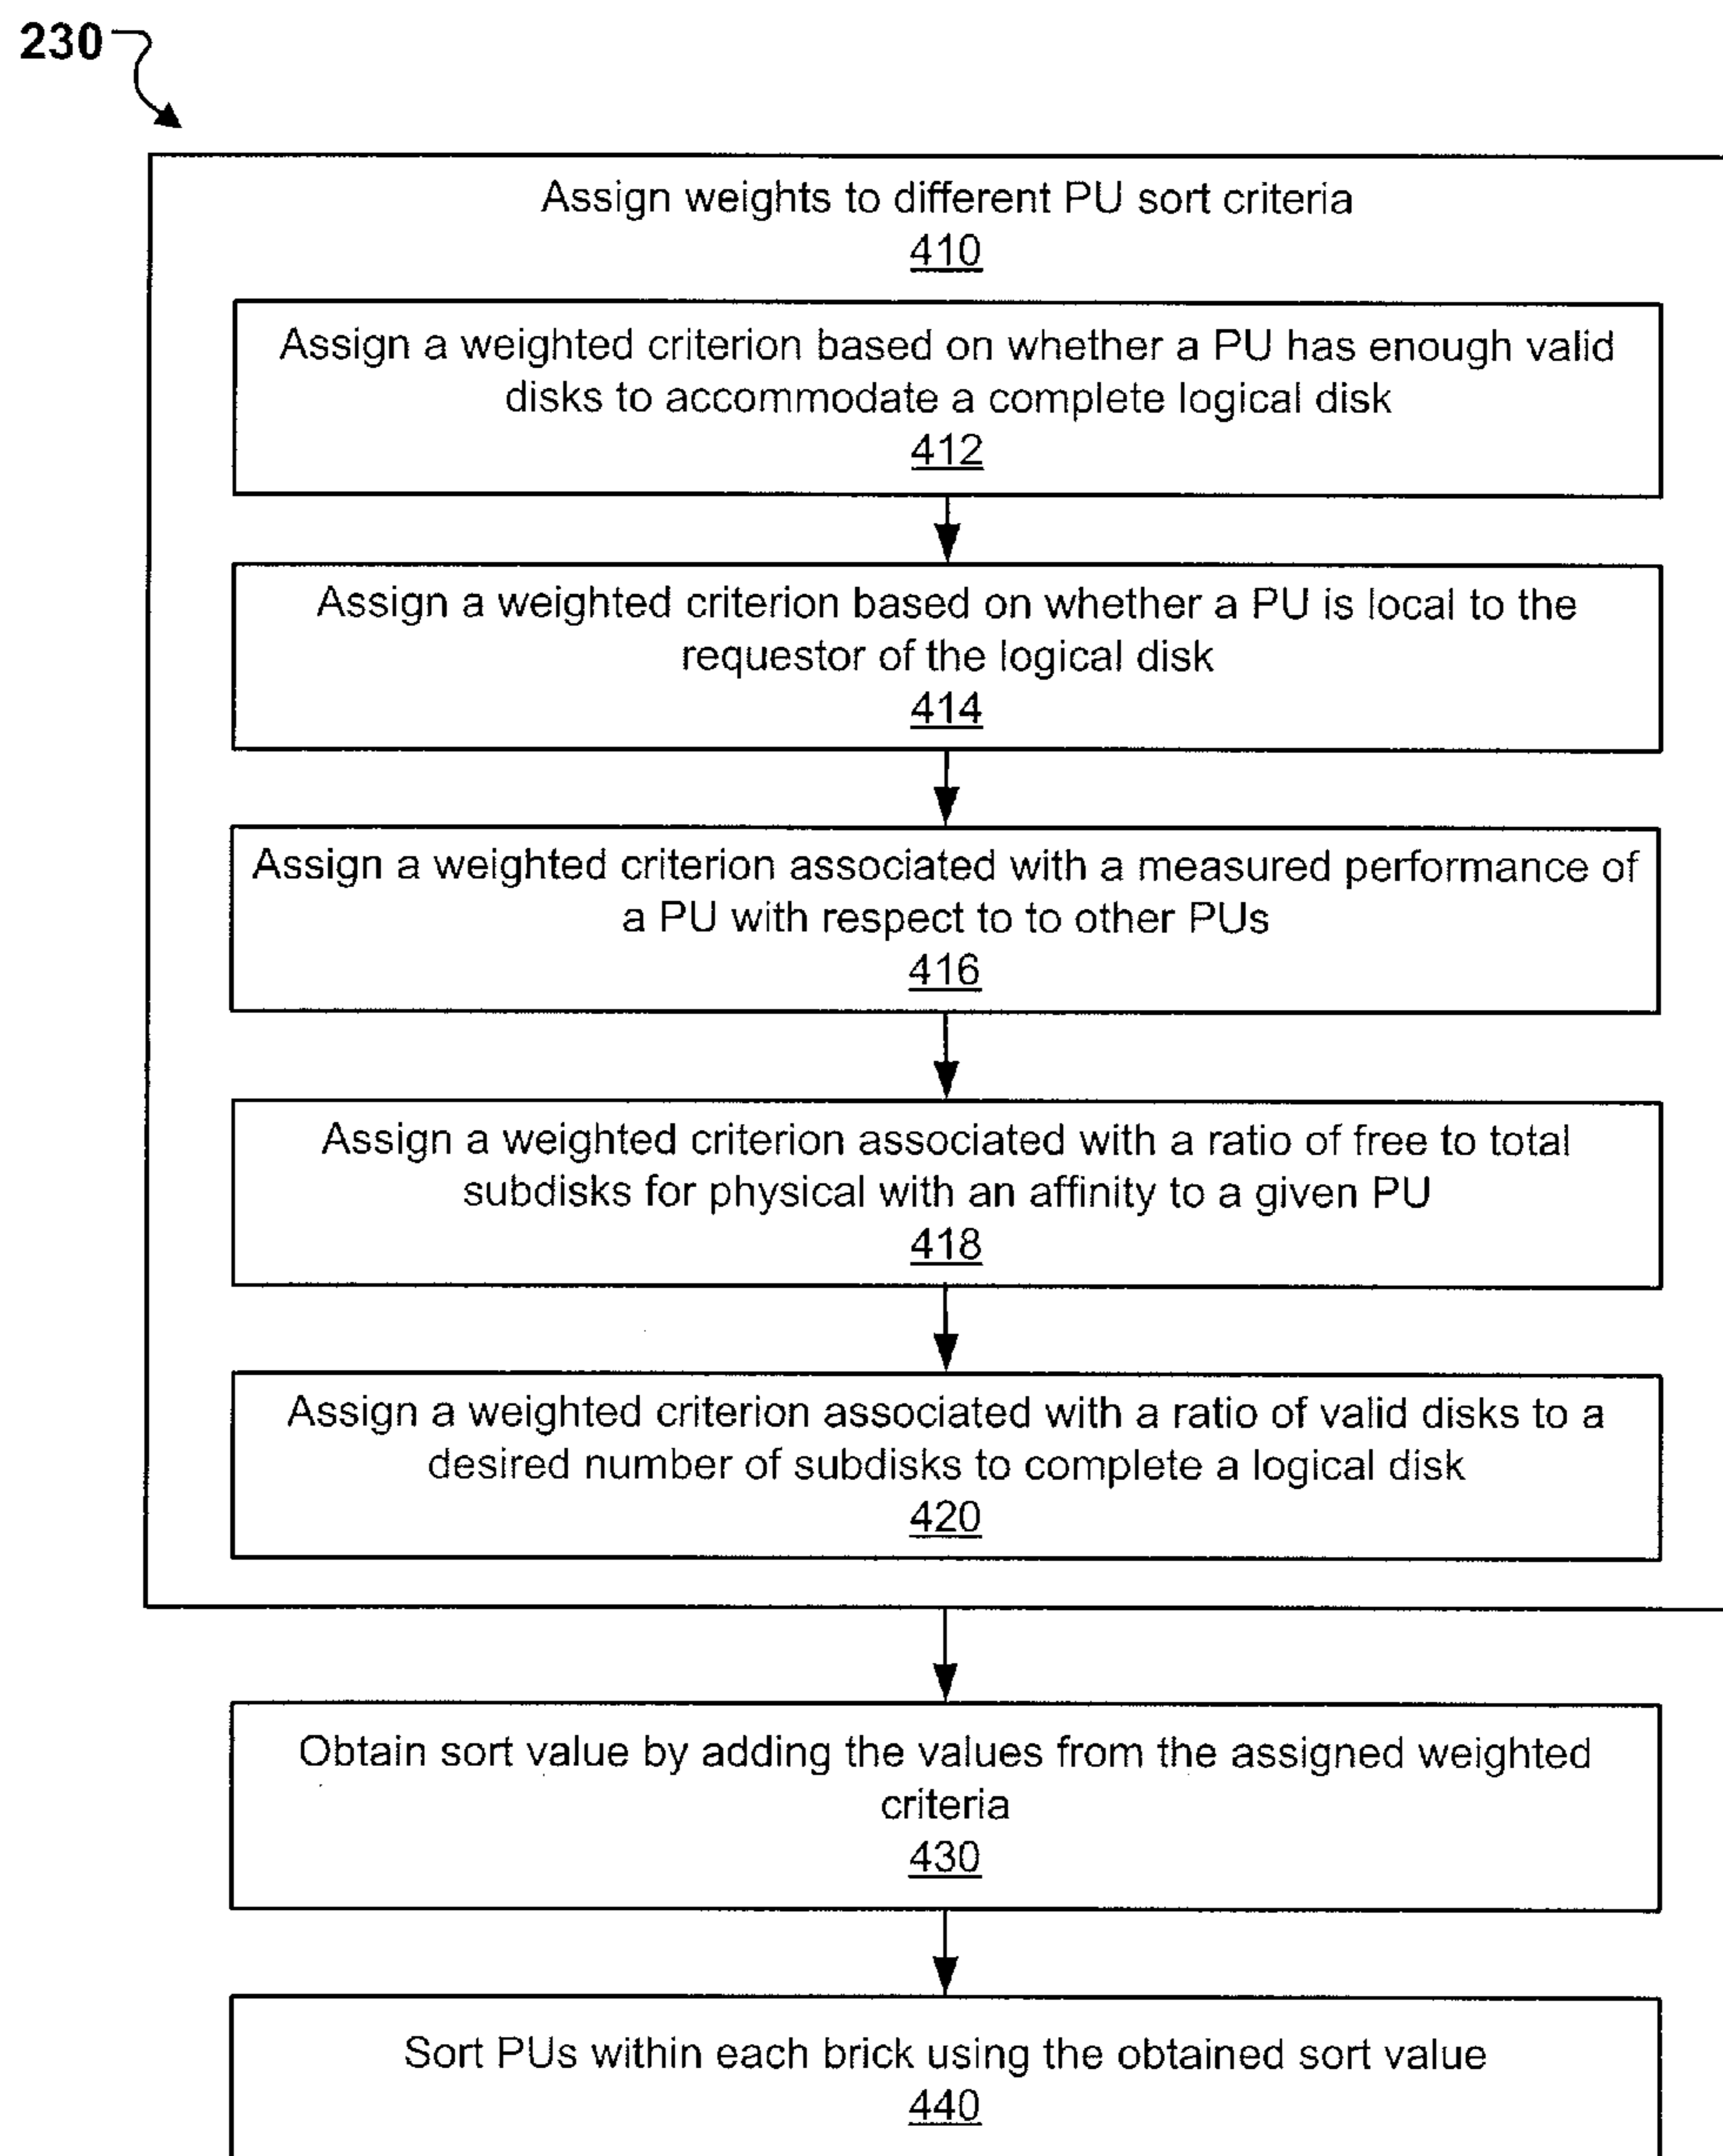 230
Assign weights to different PU sort criteria
410
Assign a weighted criterion based on whether a PU has enough valid
disks to accommodate a complete logical disk
412
Assign a weighted criterion based on whether a PU is local to the
requestor of the logical disk
414
Assign a weighted criterion associated with a measured performance of
a PU with respect to to other PUs
416
Assign a weighted criterion associated with a ratio of free to total
subdisks for physical with an affinity to a given PU
418
Assign a weighted criterion associated with a ratio of valid disks to a
desired number of subdisks to complete a logical disk
420
Obtain sort value by adding the values from the assigned weighted
criteria
430
Sort PUs within each brick using the obtained sort value
440